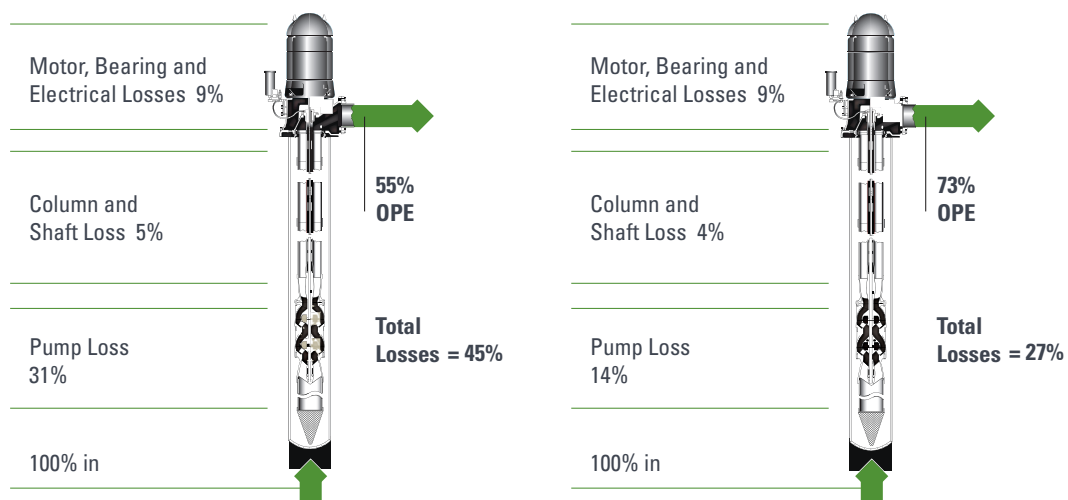 Motor, Bearing and
Electrical Losses 9%
55%
OPE
Column and
Shaft Loss 5%
Total
Losses = 45%
Pump Loss
31%
100% in
Motor, Bearing and
Electrical Losses 9%
73%
OPE
Column and
Shaft Loss 4%
Total
Losses = 27%
Pump Loss
14%
100% in